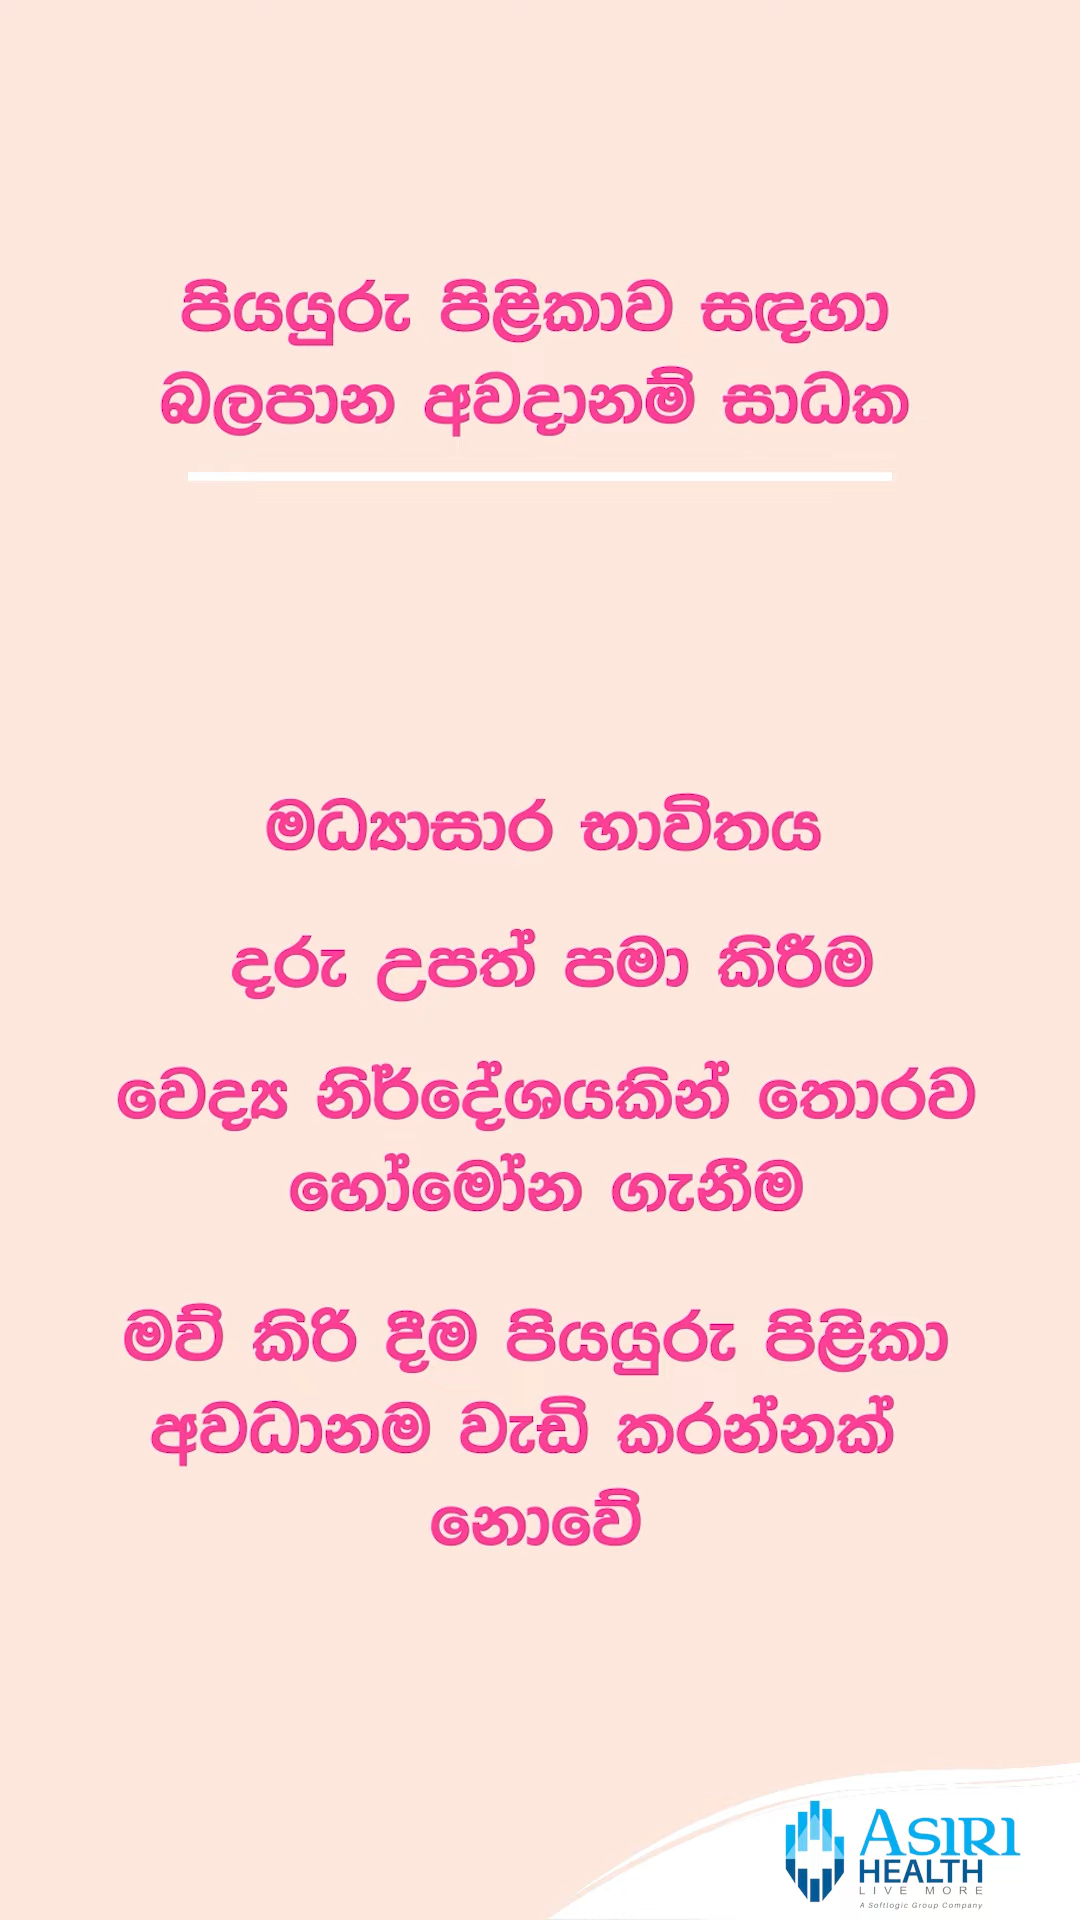 පියයුරු පිළිකාව සඳහා
බලපාන අවදානම් සාධක
මධ්‍යාසාර භාවිතය
දරු උපත් පමා කිරීම
වෙද්‍ය නිර්දේශයකින් තොරව
හෝමෝන ගැනීම
මව් කිරි දීම පියයුරු පිළිකා
අවධානම වැඩි කරන්නක්
නොවේ
ASIRI
HEALTH
LIVE MORE
A Softlogic Group Company